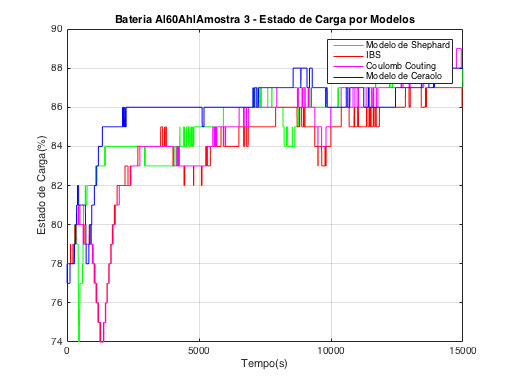 Bateria Al60AhlAmostra 3 - Estado de Carga por Modelos
90
88
86
84
82
80
78
76
74
Estado de Carga(%)
Modelo de Shephard
IBS
Coulomb Couting
Modelo de Ceraolo
0
5000
10000
15000
Tempo(s)